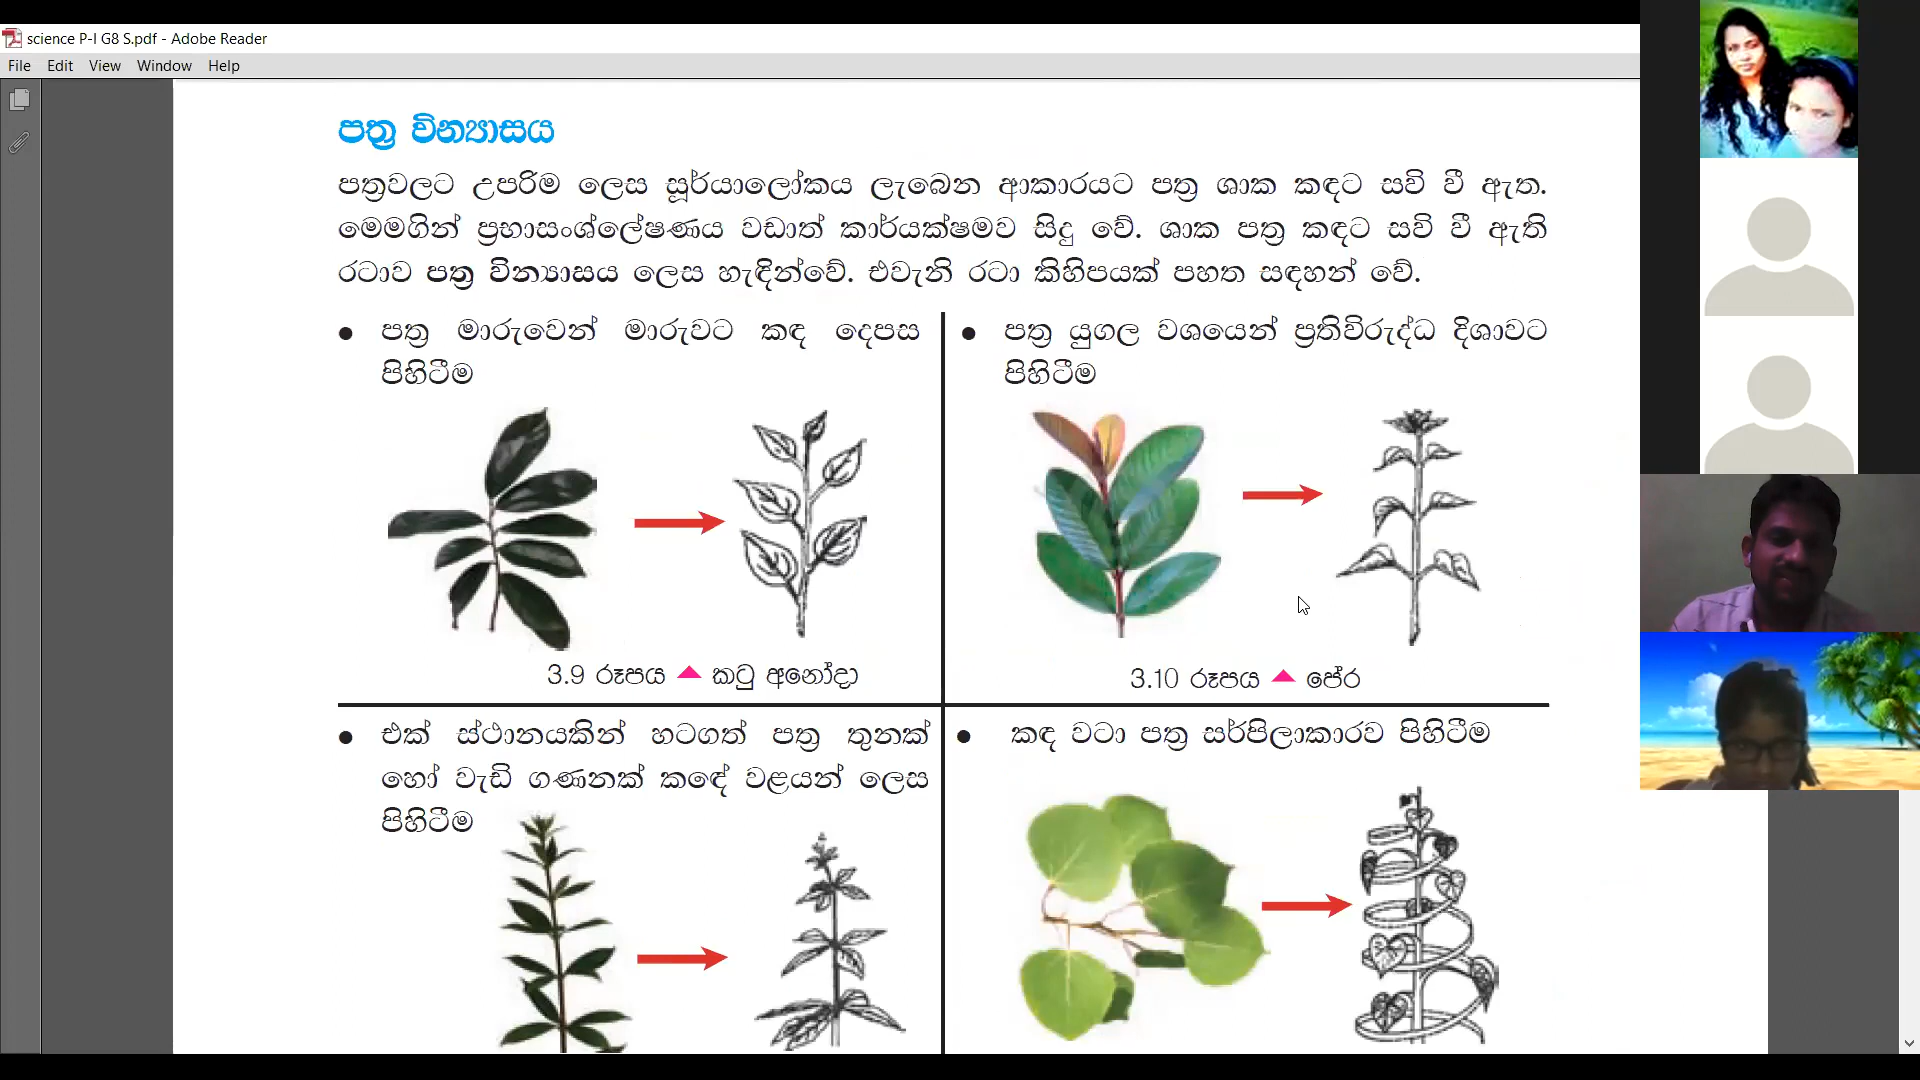 science P-I G8 S.pdf - Adobe Reader
File Edit View Window Help
පත්‍ර වින්‍යාසය
පත්‍රවලට උපරිම ලෙස සූර්යාලෝකය ලැබෙන ආකාරයට පත්‍ර ශාක කඳට සවි වී ඇත.
මෙමගින් ප්‍රභාසංශ්ලේෂණය වඩාත් කාර්යක්ෂමව සිදු වේ. ශාක පත්‍ර කඳට සවි වී ඇති
රටාව පත්‍ර වින්‍යාසය ලෙස හැඳින්වේ. එවැනි රටා කිහිපයක් පහත සඳහන් වේ.
● පත්‍ර මාරුවෙන් මාරුවට කඳ දෙපස
පිහිටීම
3.9 රූපය ▲ කටු අනෝදා
● පත්‍ර යුගල වශයෙන් ප්‍රතිවිරුද්ධ දිශාවට
පිහිටීම
3.10 රූපය ▲ පේර
● එක් ස්ථානයකින් හටගත් පත්‍ර තුනක්
හෝ වැඩි ගණනක් කඳේ වළයන් ලෙස
පිහිටීම
● කඳ වටා පත්‍ර සර්පිලාකාරව පිහිටීම